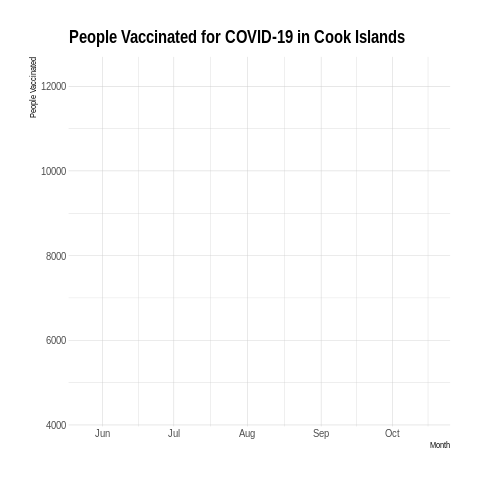 People Vaccinated for COVID-19 in Cook Islands
People Vaccinated
12000
10000
8000
6000
4000
Jun Jul Aug Sep Oct
Month